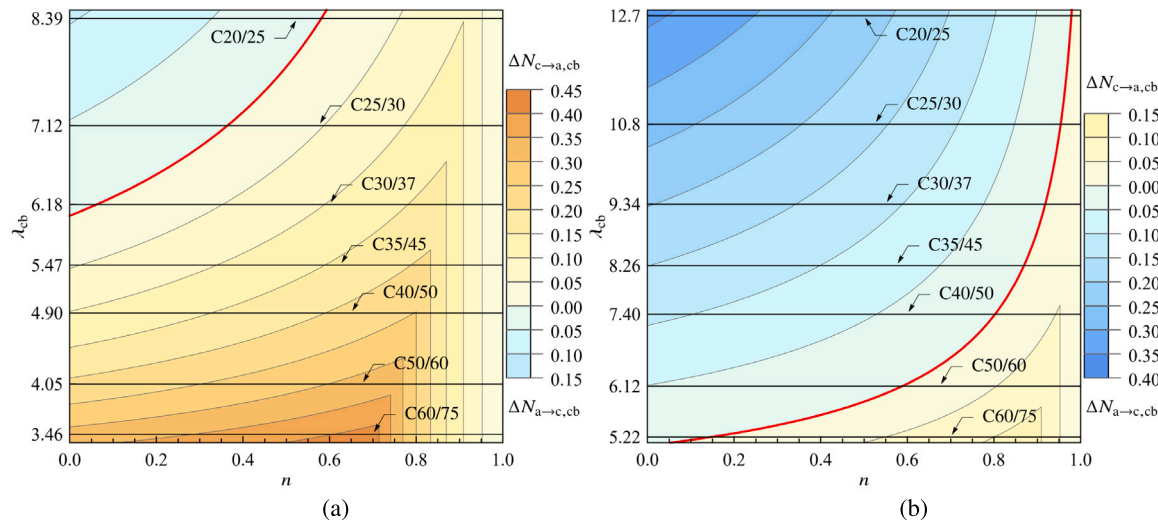 8.39
7.12
6.18
5.47
4.90
4.05
3.46
λcb
0.0
0.2
0.4
0.6
0.8
1.0
n
C20/25
C25/30
C30/37
C35/45
C40/50
C50/60
C60/75
ΔNc→a,cb
0.45
0.40
0.35
0.30
0.25
0.20
0.15
0.10
0.05
0.00
0.05
0.10
0.15
ΔNa→c,cb
(a)
12.7
10.8
9.34
8.26
7.40
6.12
5.22
λcb
0.0
0.2
0.4
0.6
0.8
1.0
n
C20/25
C25/30
C30/37
C35/45
C40/50
C50/60
C60/75
ΔNc→a,cb
0.15
0.10
0.05
0.00
0.05
0.10
0.15
0.20
0.25
0.30
0.35
0.40
ΔNa→c,cb
(b)